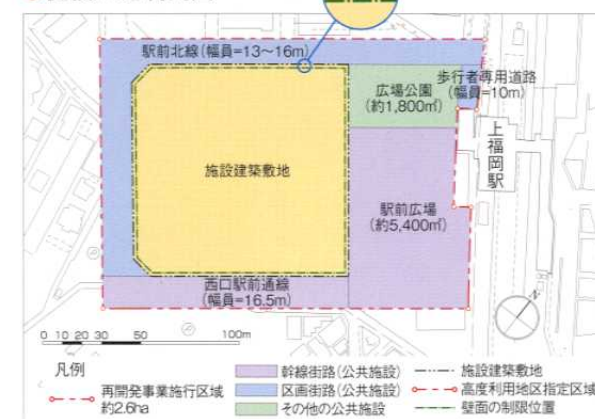 駅前北線(幅員=13〜16m)
歩行者専用道路
(幅員=10m)
広場公園
(約1,800㎡)
上福岡駅
施設建築敷地
駅前広場
(約5,400㎡)
西口駅前通線
(幅員=16.5m)
N
0 10 20 30 50 100m
凡例
再開発事業施行区域
約2.6ha
幹線街路(公共施設)
区画街路(公共施設)
その他の公共施設
施設建築敷地
高度利用地区指定区域
壁面の制限位置